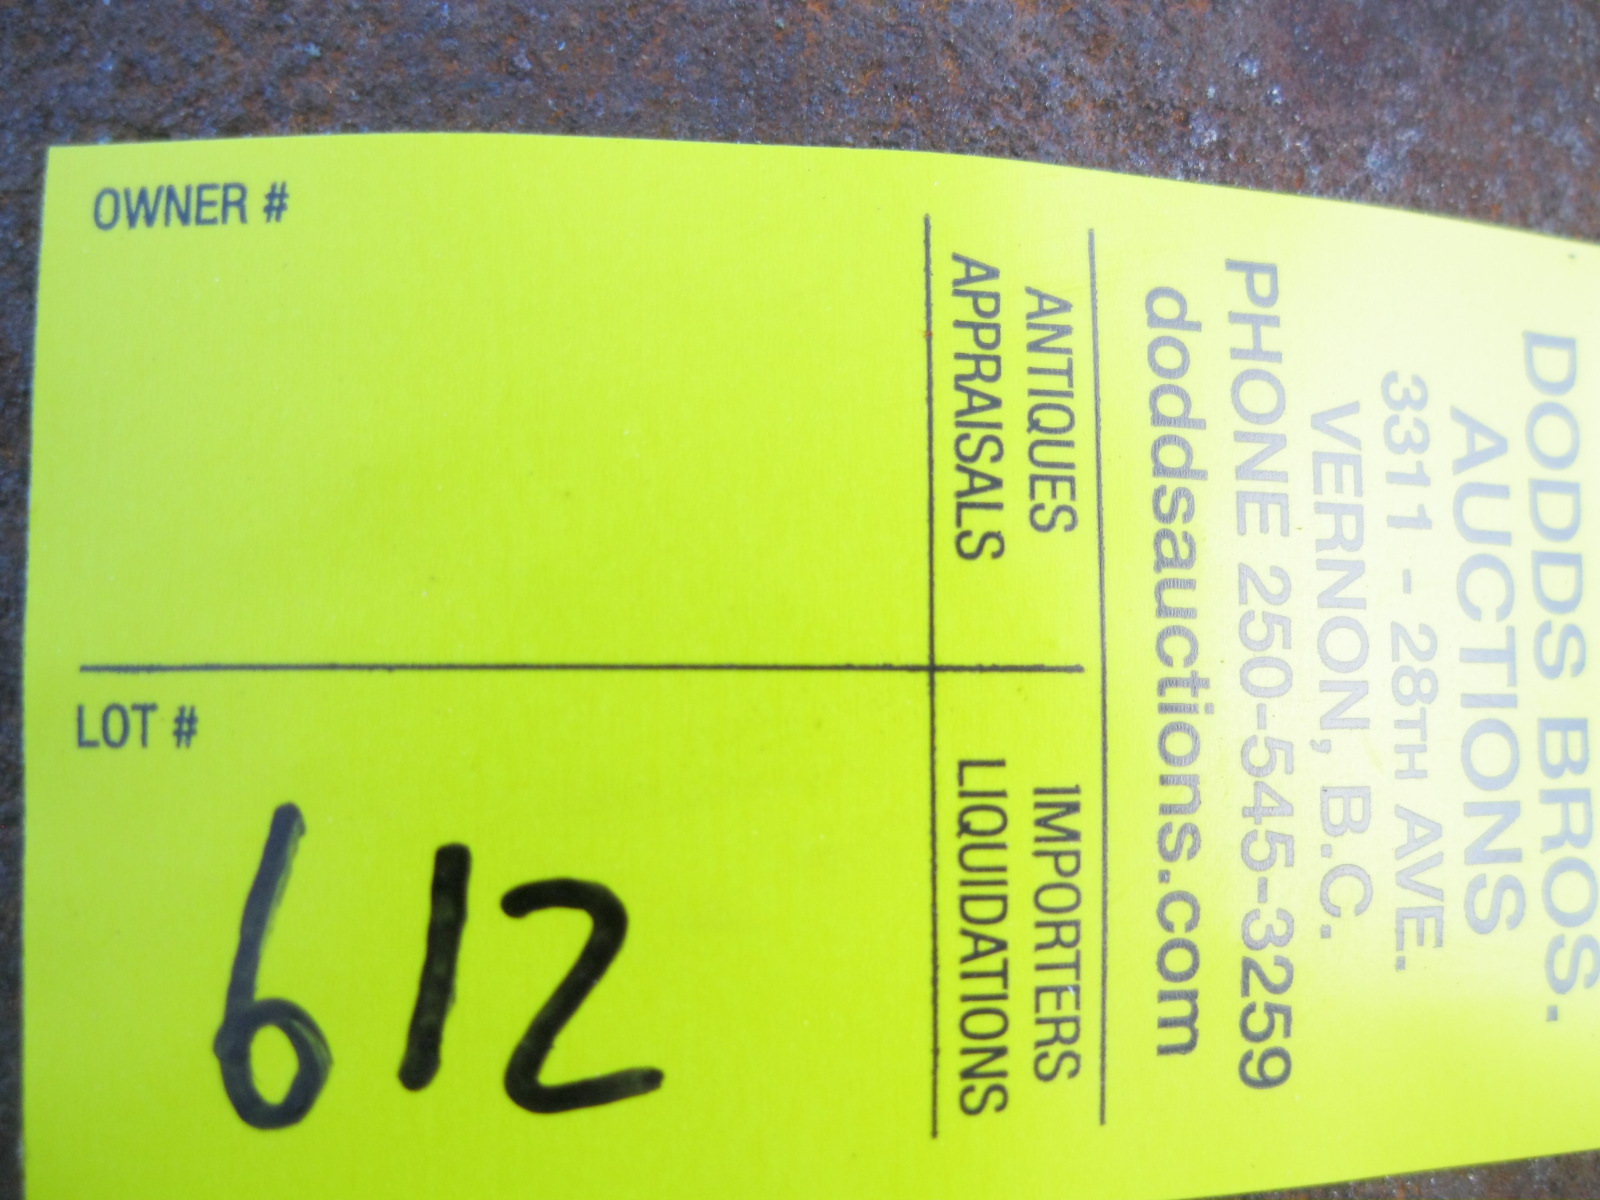 DODDS BROS.
AUCTIONS
3311 - 28TH AVE.
VERNON, B.C.
PHONE 250-545-3259
doddsauctions.com
ANTIQUES IMPORTERS
APPRAISALS LIQUIDATIONS
OWNER #
LOT #
612